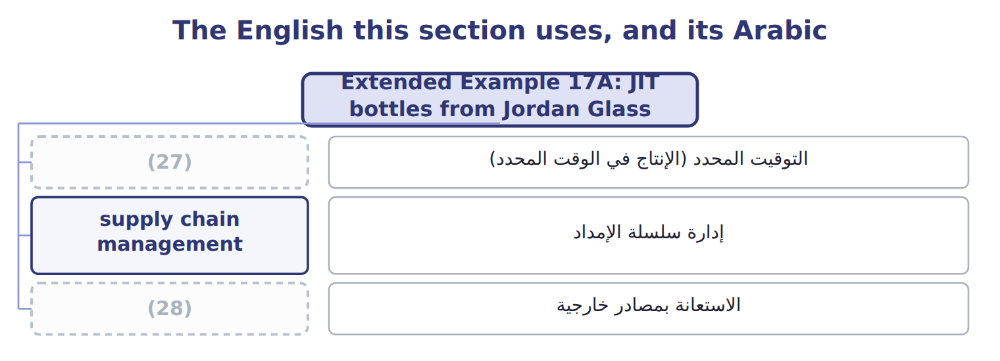 The English this section uses, and its Arabic
Extended Example 17A: JIT
bottles from Jordan Glass
(27)
التوقيت المحدد (الإنتاج في الوقت المحدد)
supply chain
management
إدارة سلسلة الإمداد
(28)
الاستعانة بمصادر خارجية